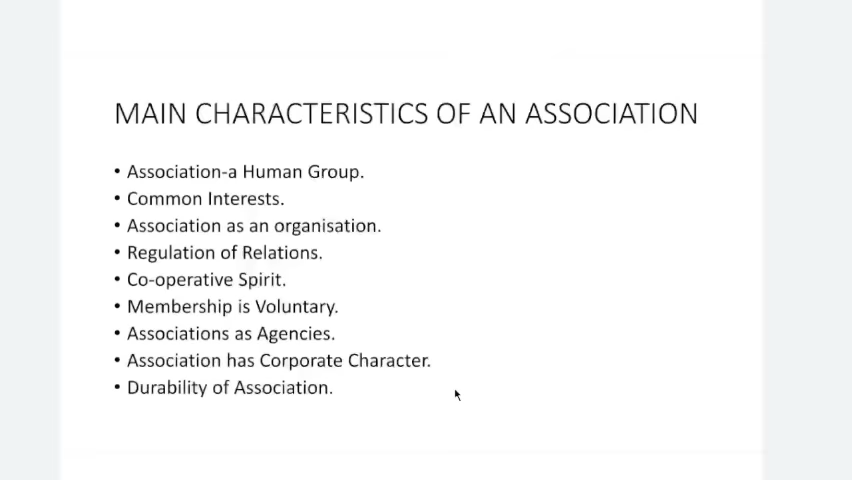 MAIN CHARACTERISTICS OF AN ASSOCIATION
• Association-a Human Group.
• Common Interests.
• Association as an organisation.
• Regulation of Relations.
• Co-operative Spirit.
• Membership is Voluntary.
• Associations as Agencies.
• Association has Corporate Character.
• Durability of Association.